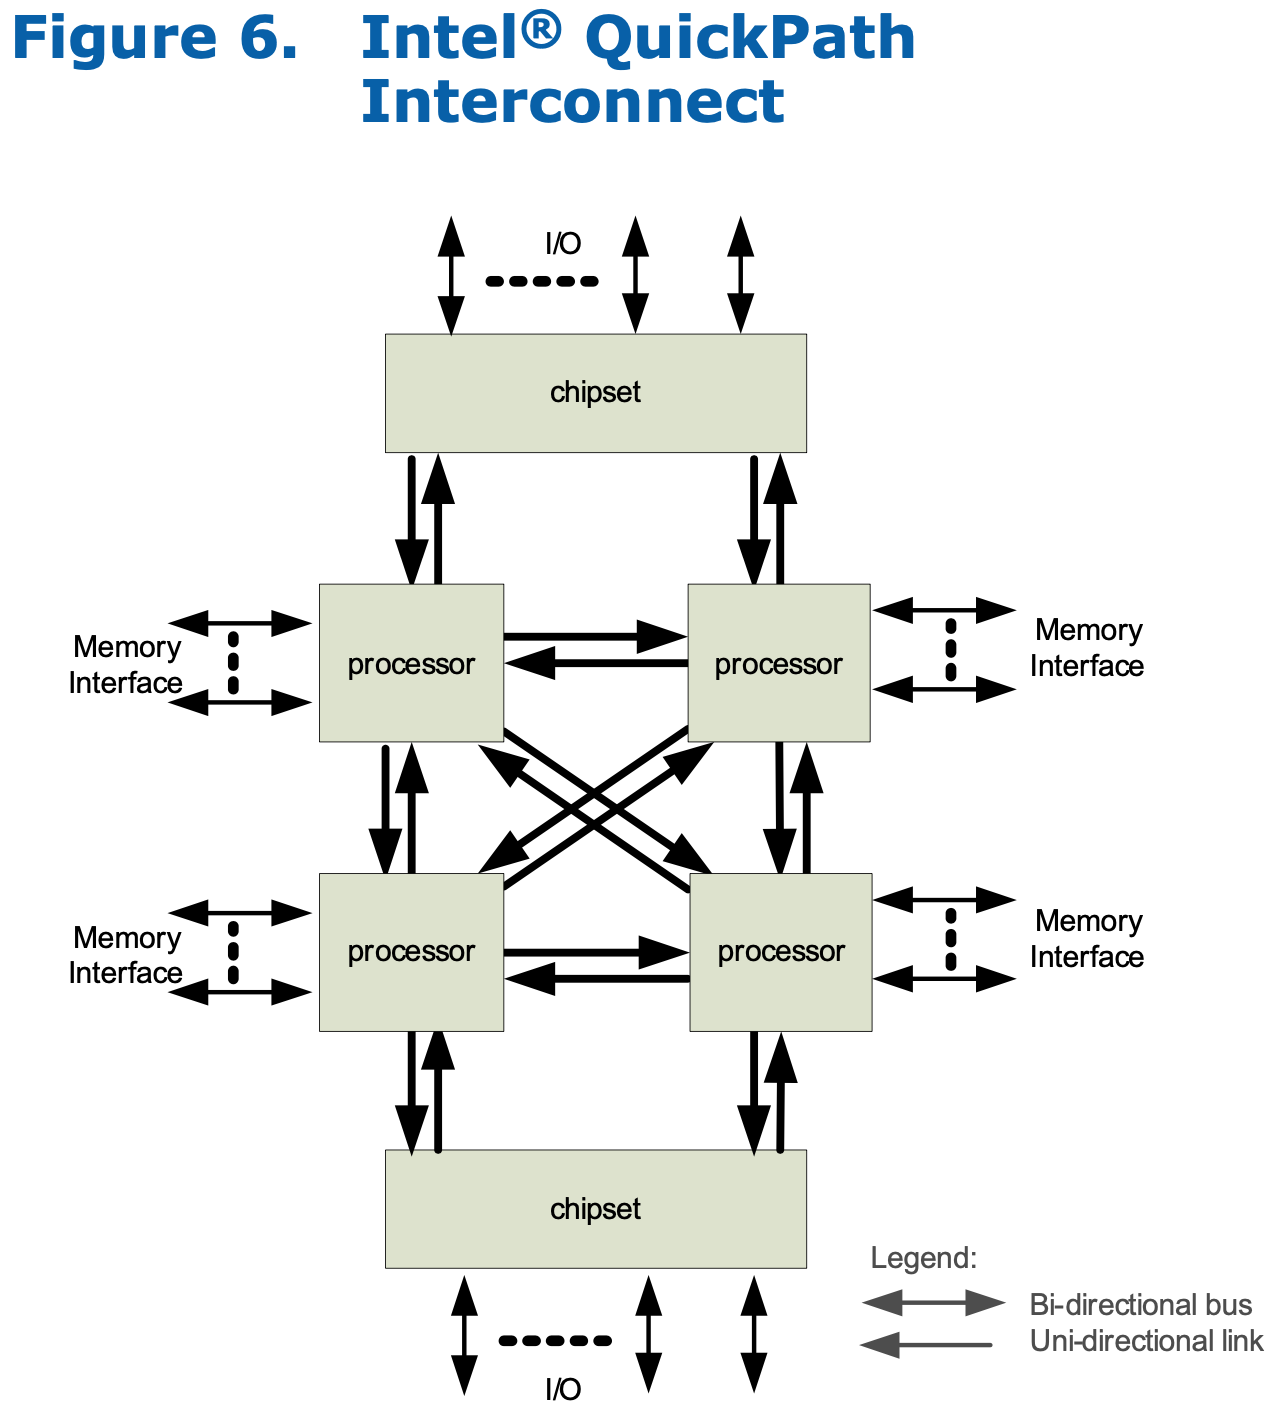 Figure 6. Intel® QuickPath
Interconnect
I/O
chipset
Memory
Interface
processor
processor
Memory
Interface
Memory
Interface
processor
processor
Memory
Interface
chipset
I/O
Legend:
Bi-directional bus
Uni-directional link